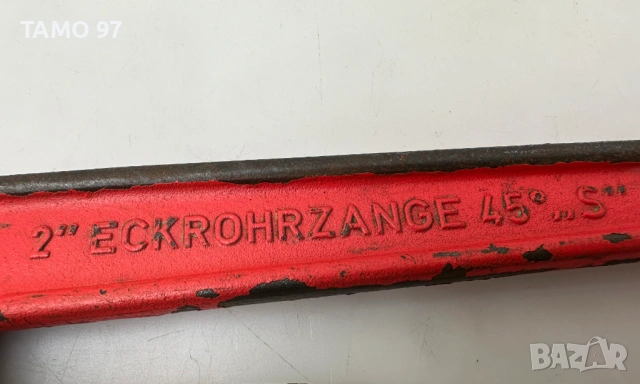 TAMO 97
2" ECKROHRZANGE 45° „S"
BAZAR